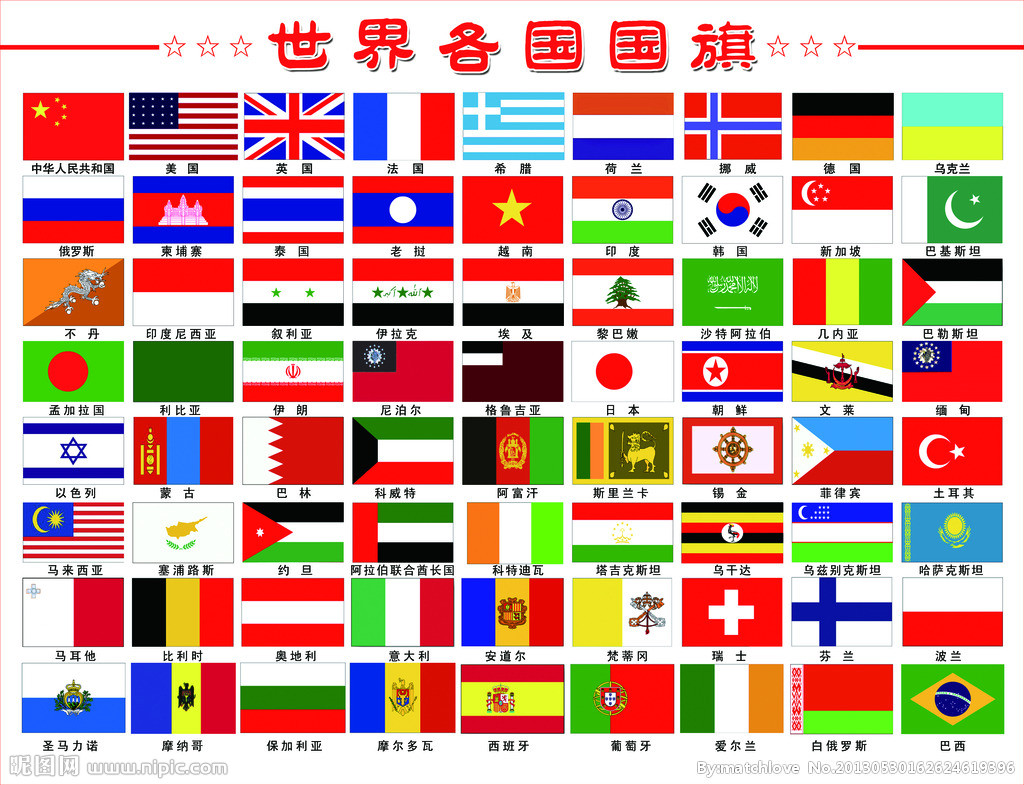 ☆☆☆世界各国国旗☆☆☆
中华人民共和国 美国 英国 法国 希腊 荷兰 挪威 德国 乌克兰
俄罗斯 柬埔寨 泰国 老挝 越南 印度 韩国 新加坡 巴基斯坦
不丹 印度尼西亚 叙利亚 伊拉克 埃及 黎巴嫩 沙特阿拉伯 几内亚 巴勒斯坦
孟加拉国 利比亚 伊朗 尼泊尔 格鲁吉亚 日本 朝鲜 文莱 缅甸
以色列 蒙古 巴林 科威特 阿富汗 斯里兰卡 锡金 菲律宾 土耳其
马来西亚 塞浦路斯 约旦 阿拉伯联合酋长国 科特迪瓦 塔吉克斯坦 乌干达 乌兹别克斯坦 哈萨克斯坦
马耳他 比利时 奥地利 意大利 安道尔 梵蒂冈 瑞士 芬兰 波兰
圣马力诺 摩纳哥 保加利亚 摩尔多瓦 西班牙 葡萄牙 爱尔兰 白俄罗斯 巴西
昵图网 www.nipic.com By:matchlove No.20130530162624619396